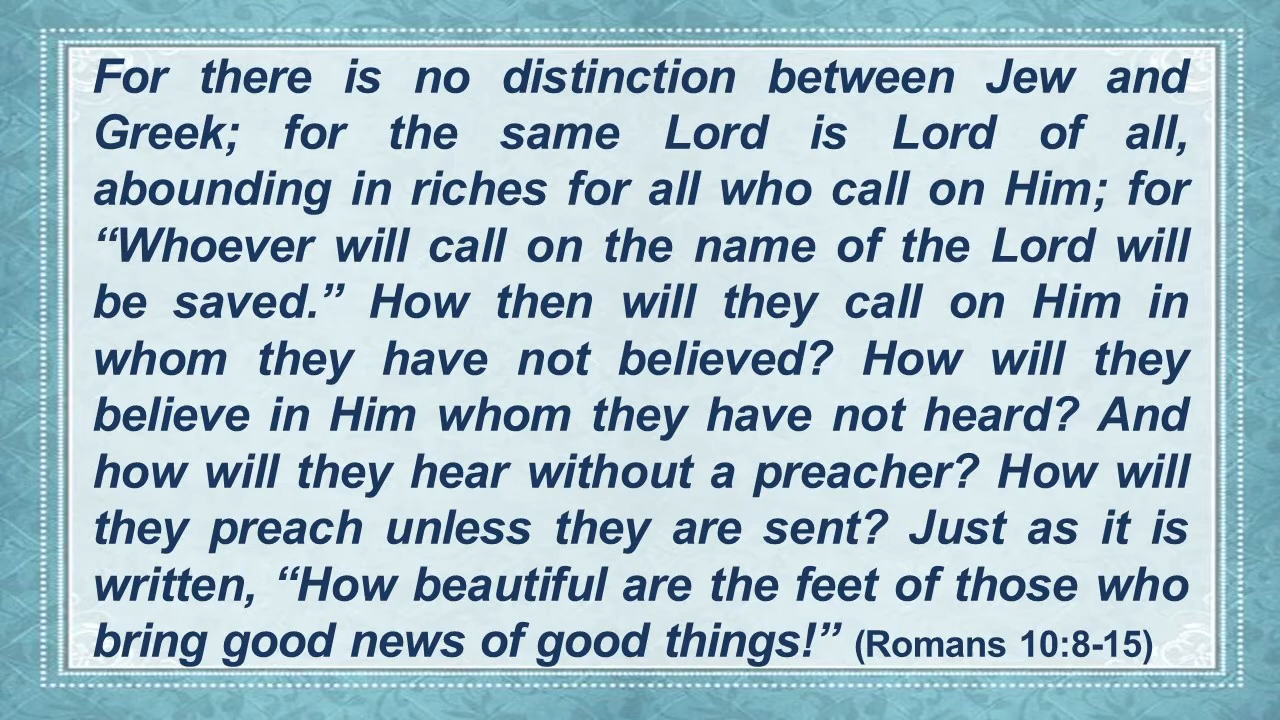 For there is no distinction between Jew and
Greek; for the same Lord is Lord of all,
abounding in riches for all who call on Him; for
“Whoever will call on the name of the Lord will
be saved.” How then will they call on Him in
whom they have not believed? How will they
believe in Him whom they have not heard? And
how will they hear without a preacher? How will
they preach unless they are sent? Just as it is
written, “How beautiful are the feet of those who
bring good news of good things!” (Romans 10:8-15)